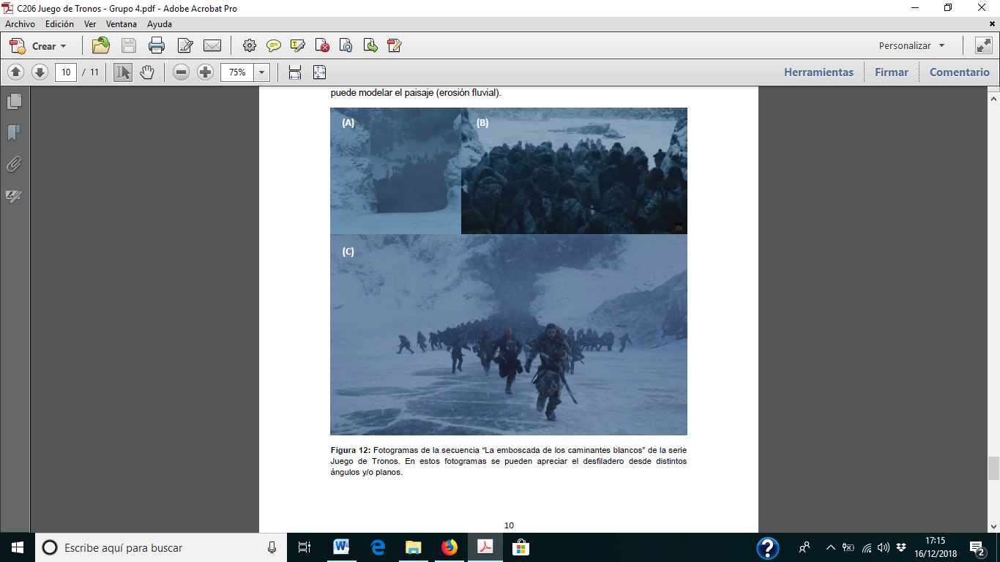 C206 Juego de Tronos - Grupo 4.pdf - Adobe Acrobat Pro
Archivo Edición Ver Ventana Ayuda
Crear
Personalizar
10 / 11
75%
Herramientas Firmar Comentario
puede modelar el paisaje (erosión fluvial).
(A)
(B)
(C)
Figura 12: Fotogramas de la secuencia “La emboscada de los caminantes blancos” de la serie
Juego de Tronos. En estos fotogramas se pueden apreciar el desfiladero desde distintos
ángulos y/o planos.
10
Escribe aquí para buscar
17:15
16/12/2018
2